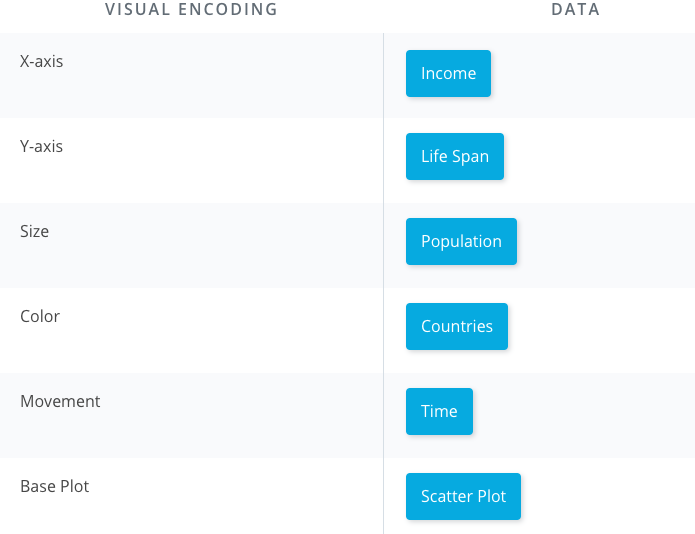 VISUAL ENCODING DATA
X-axis Income
Y-axis Life Span
Size Population
Color Countries
Movement Time
Base Plot Scatter Plot